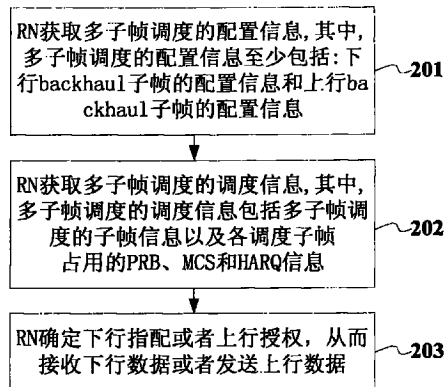 RN获取多子帧调度的配置信息,其中,
多子帧调度的配置信息至少包括:下
行backhaul子帧的配置信息和上行ba
ckhaul子帧的配置信息
201
RN获取多子帧调度的调度信息,其中,
多子帧调度的调度信息包括多子帧调
度的子帧信息以及各调度子帧
占用的PRB、MCS和HARQ信息
202
RN确定下行指配或者上行授权，从而
接收下行数据或者发送上行数据
203